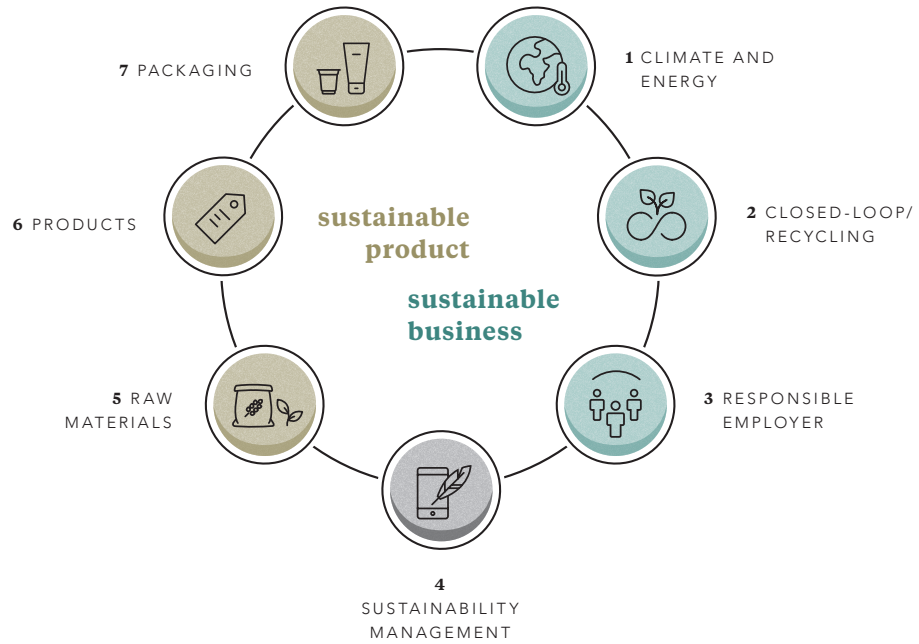 1 CLIMATE AND
ENERGY
2 CLOSED-LOOP/
RECYCLING
3 RESPONSIBLE
EMPLOYER
4
SUSTAINABILITY
MANAGEMENT
5 RAW
MATERIALS
6 PRODUCTS
7 PACKAGING
sustainable
product
sustainable
business